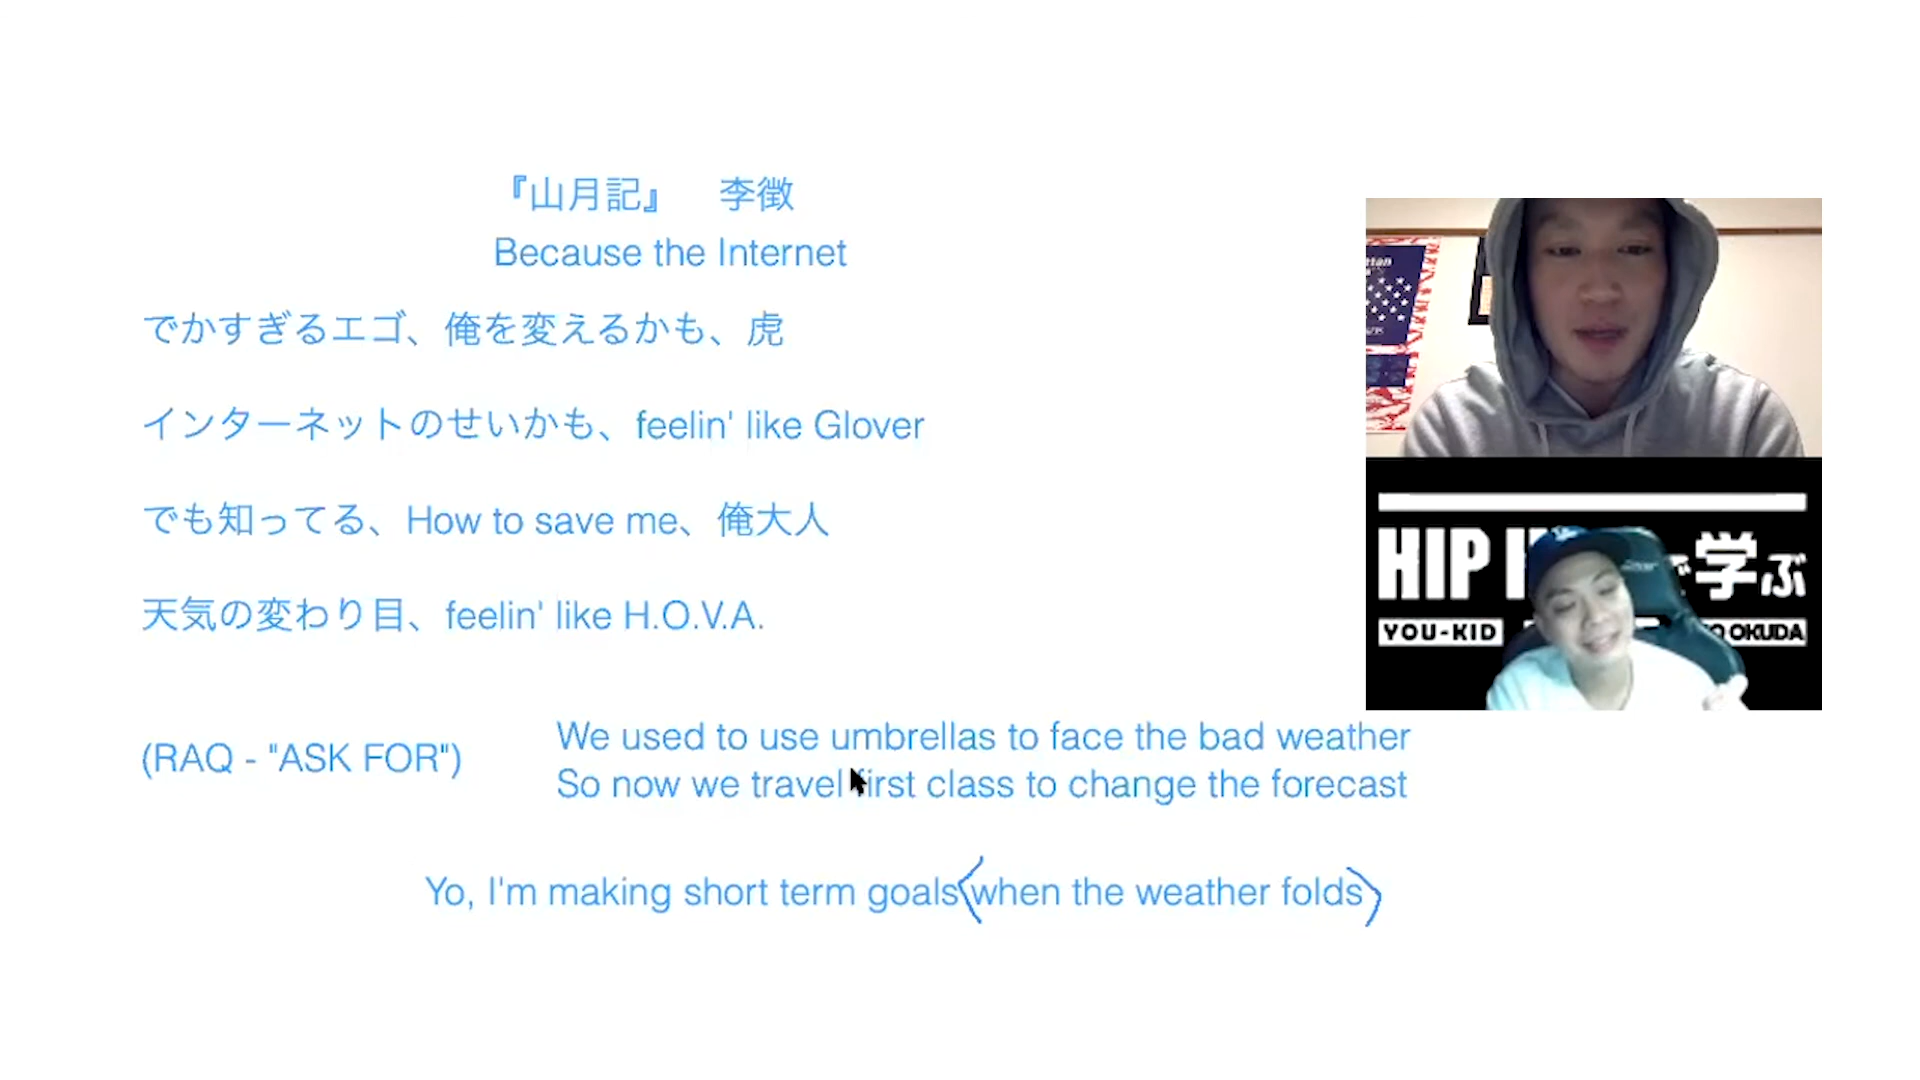 『山月記』　李徴
Because the Internet
でかすぎるエゴ、俺を変えるかも、虎
インターネットのせいかも、feelin' like Glover
でも知ってる、How to save me、俺大人
天気の変わり目、feelin' like H.O.V.A.
(RAQ - "ASK FOR")
We used to use umbrellas to face the bad weather
So now we travel first class to change the forecast
Yo, I'm making short term goals〈when the weather folds〉
HIP で学ぶ
YOU-KID OKUDA